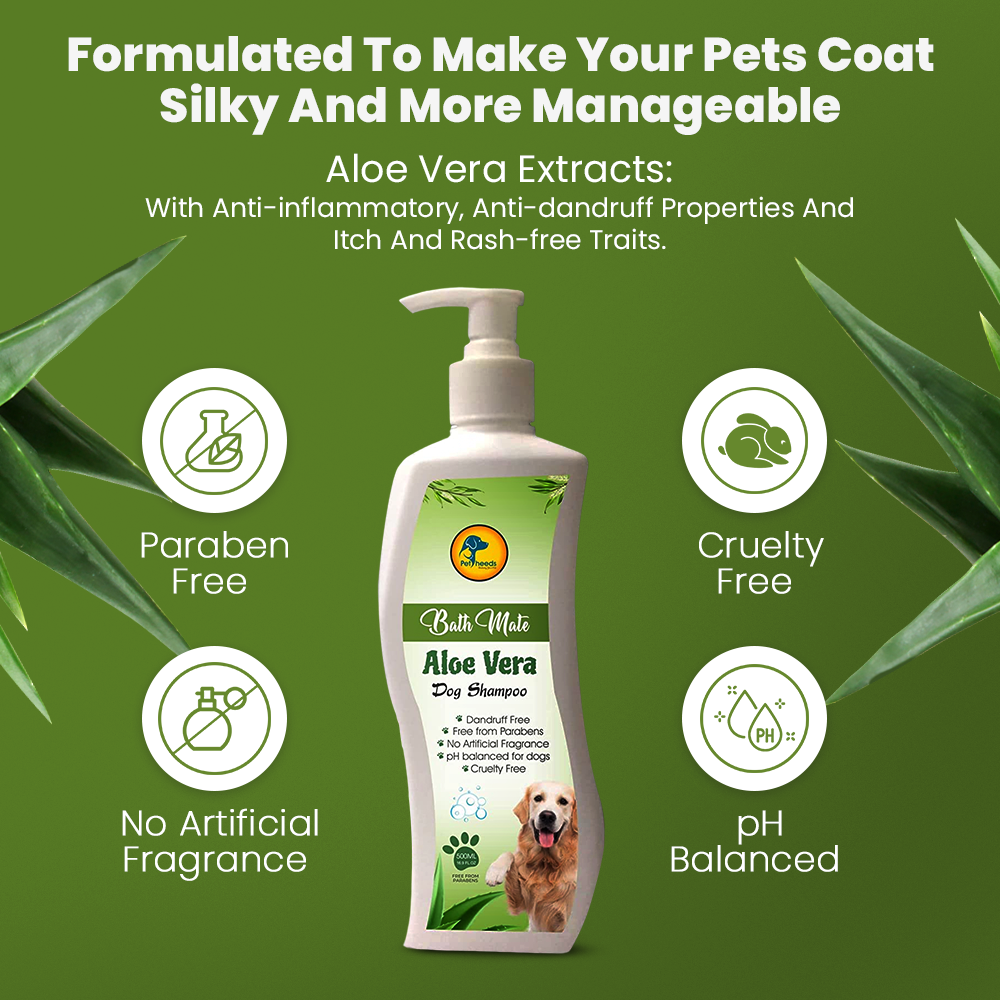 Formulated To Make Your Pets Coat
Silky And More Manageable
Aloe Vera Extracts:
With Anti-inflammatory, Anti-dandruff Properties And
Itch And Rash-free Traits.
Paraben
Free
Cruelty
Free
No Artificial
Fragrance
PH
pH
Balanced
Pet heeds
Bath Mate
Aloe Vera
Dog Shampoo
Dandruff Free
Free from Parabens
No Artificial Fragrance
pH balanced for dogs
Cruelty Free
500ML
FREE FROM
PARABENS